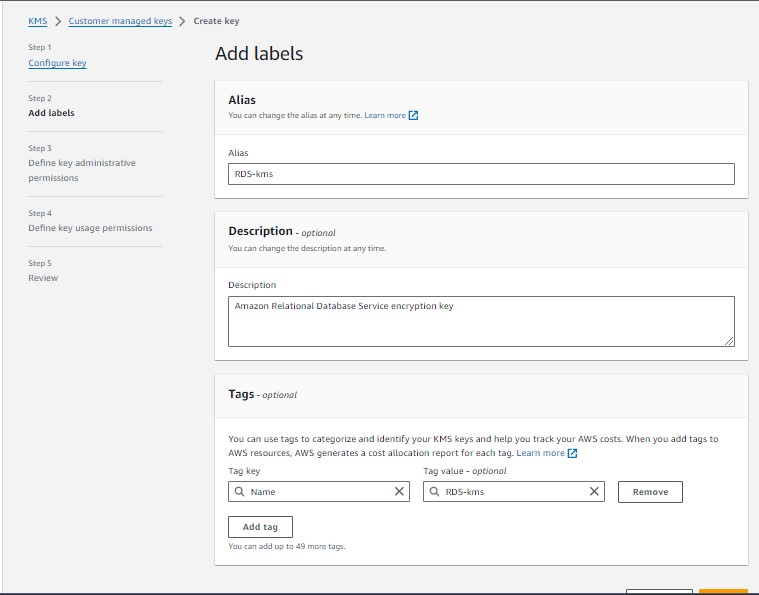 KMS > Customer managed keys > Create key
Step 1
Configure key
Step 2
Add labels
Step 3
Define key administrative
permissions
Step 4
Define key usage permissions
Step 5
Review
Add labels
Alias
You can change the alias at any time. Learn more
Alias
RDS-kms
Description - optional
You can change the description at any time.
Description
Amazon Relational Database Service encryption key
Tags - optional
You can use tags to categorize and identify your KMS keys and help you track your AWS costs. When you add tags to
AWS resources, AWS generates a cost allocation report for each tag. Learn more
Tag key
Tag value - optional
Name
RDS-kms
Remove
Add tag
You can add up to 49 more tags.